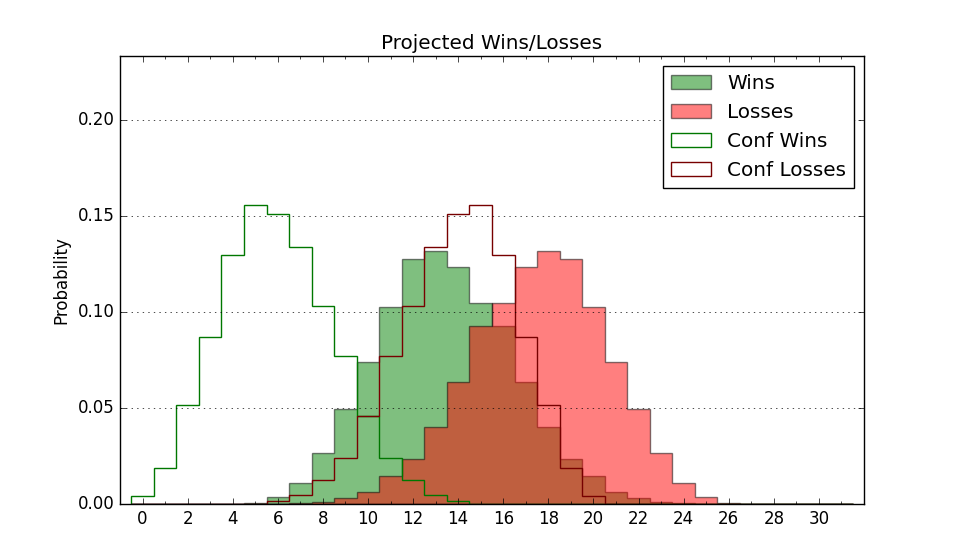 Projected Wins/Losses
Wins
Losses
Conf Wins
Conf Losses
Probability
0.20
0.15
0.10
0.05
0.00
0 2 4 6 8 10 12 14 16 18 20 22 24 26 28 30